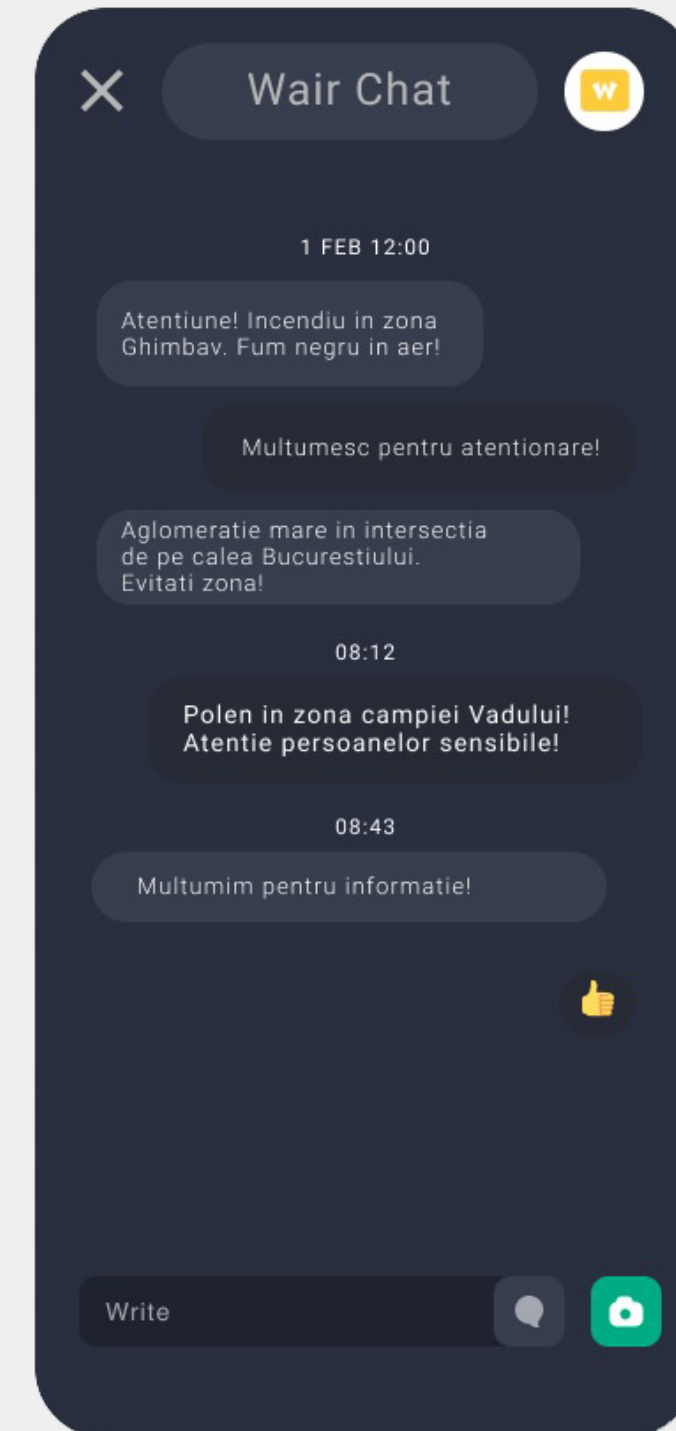 Wair Chat
W
1 FEB 12:00
Atentiune! Incendiu in zona
Ghimbav. Fum negru in aer!
Multumesc pentru atentionare!
Aglomeratie mare in intersectia
de pe calea Bucurestiului.
Evitati zona!
08:12
Polen in zona campiei Vadului!
Atentie persoanelor sensibile!
08:43
Multumim pentru informatie!
Write